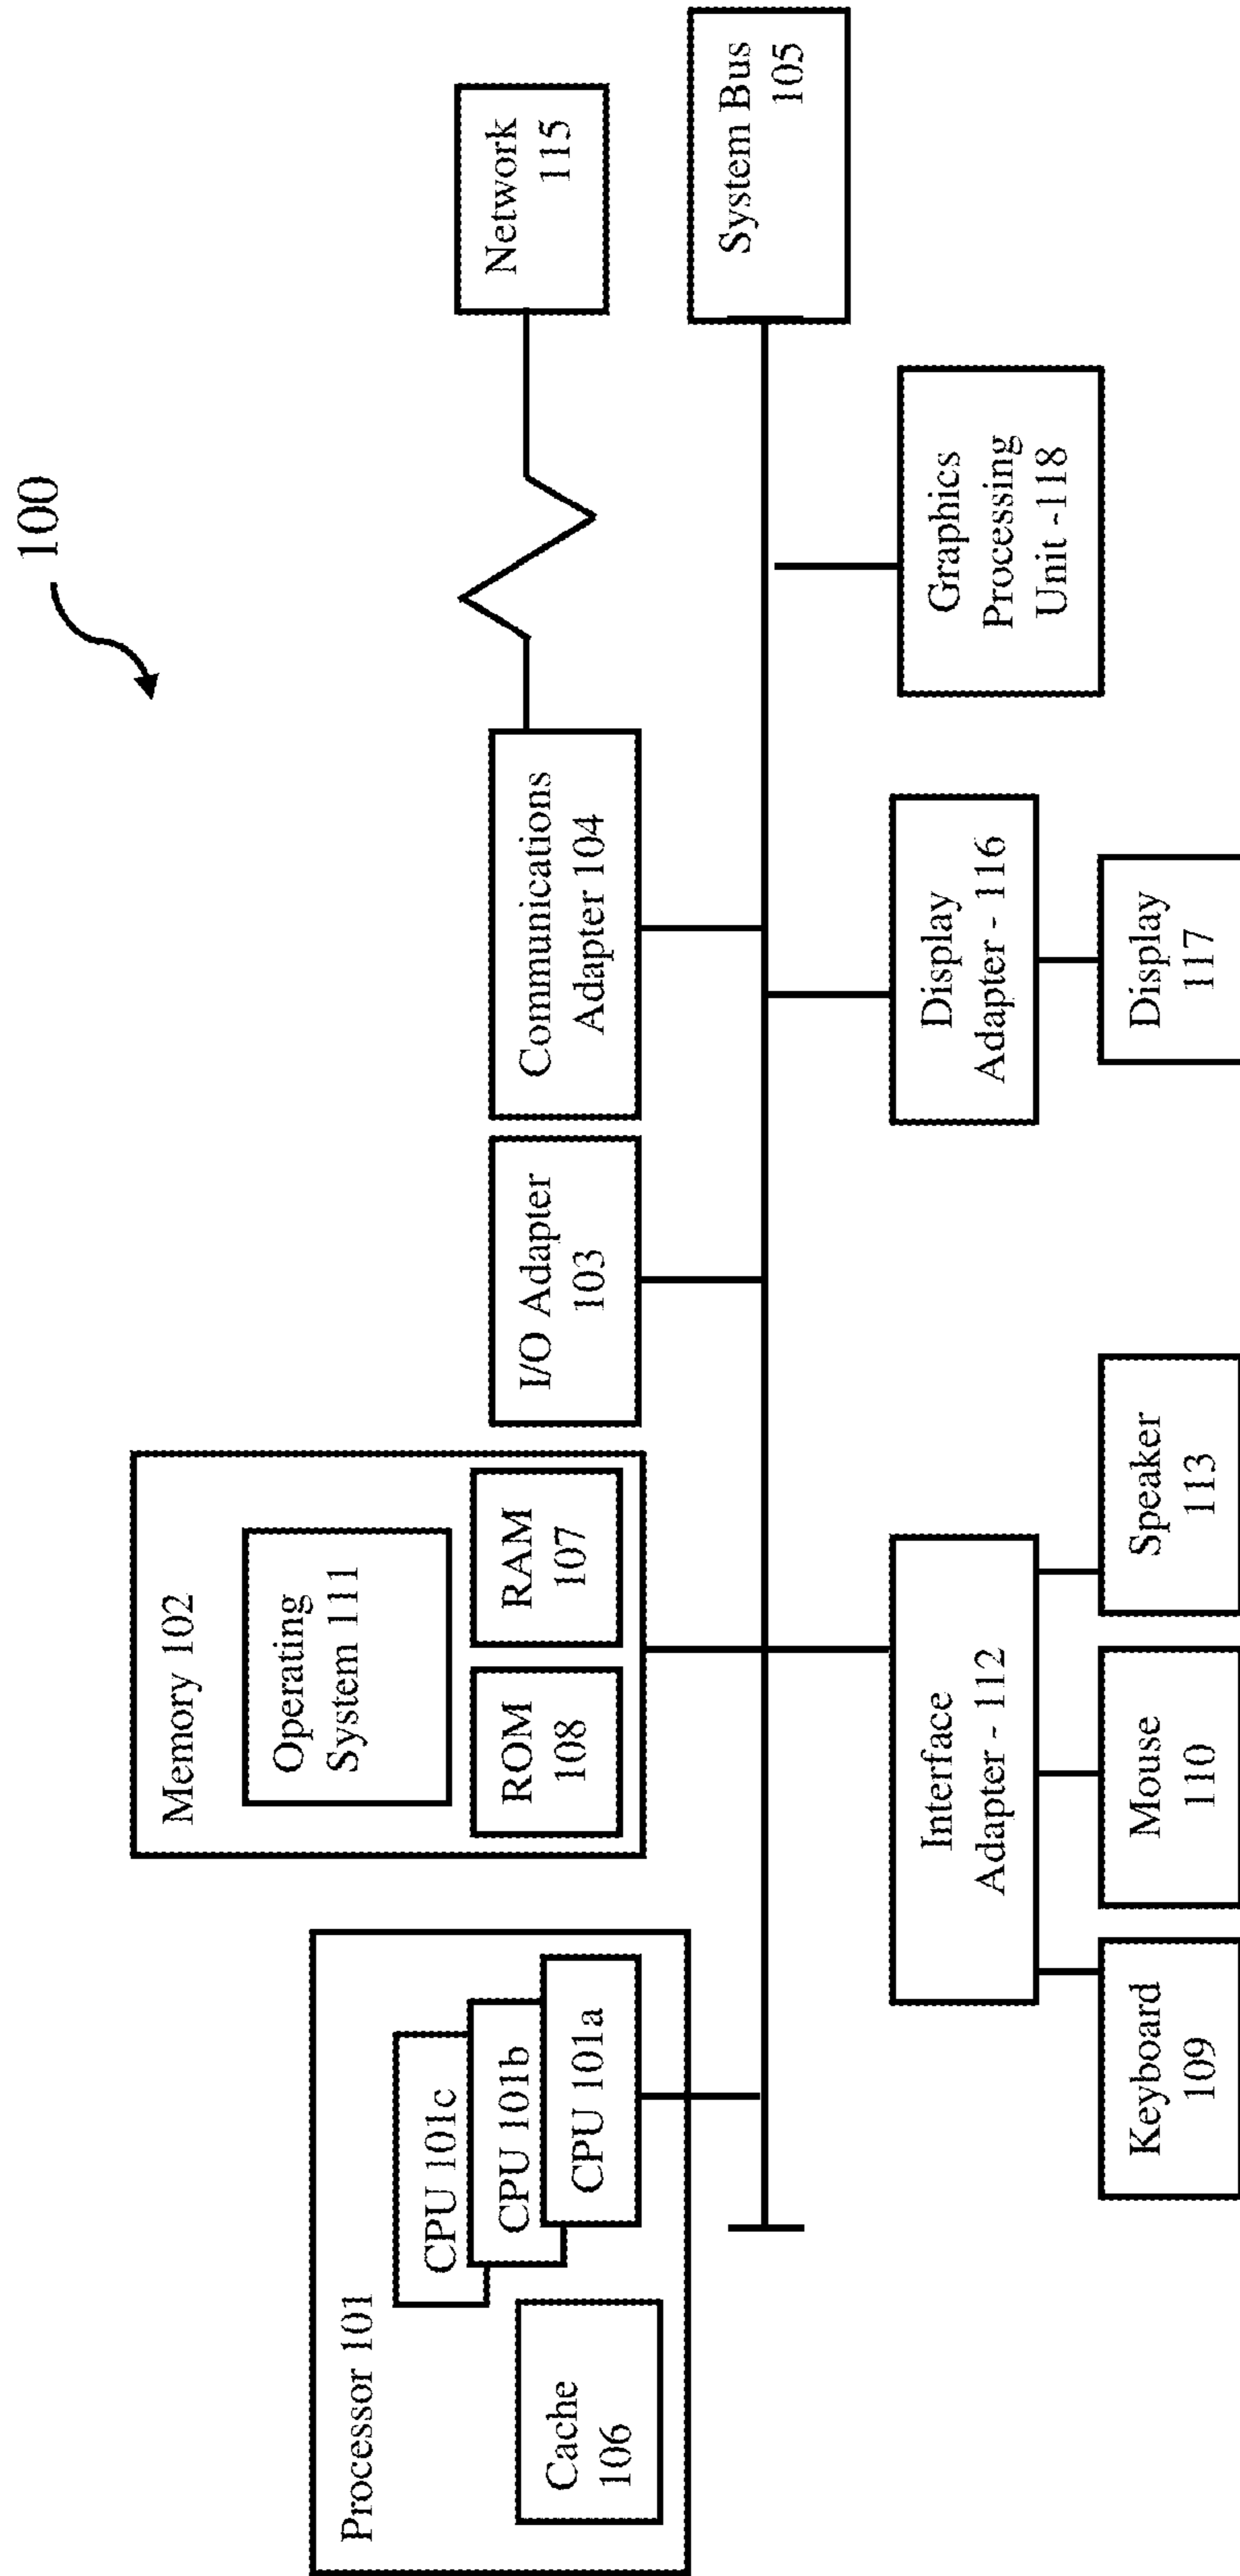 100
Processor 101
CPU 101c
CPU 101b
CPU 101a
Cache
106
Memory 102
Operating
System 111
ROM
108
RAM
107
I/O Adapter
103
Communications
Adapter 104
Network
115
System Bus
105
Interface
Adapter - 112
Keyboard
109
Mouse
110
Speaker
113
Display
Adapter - 116
Display
117
Graphics
Processing
Unit -118